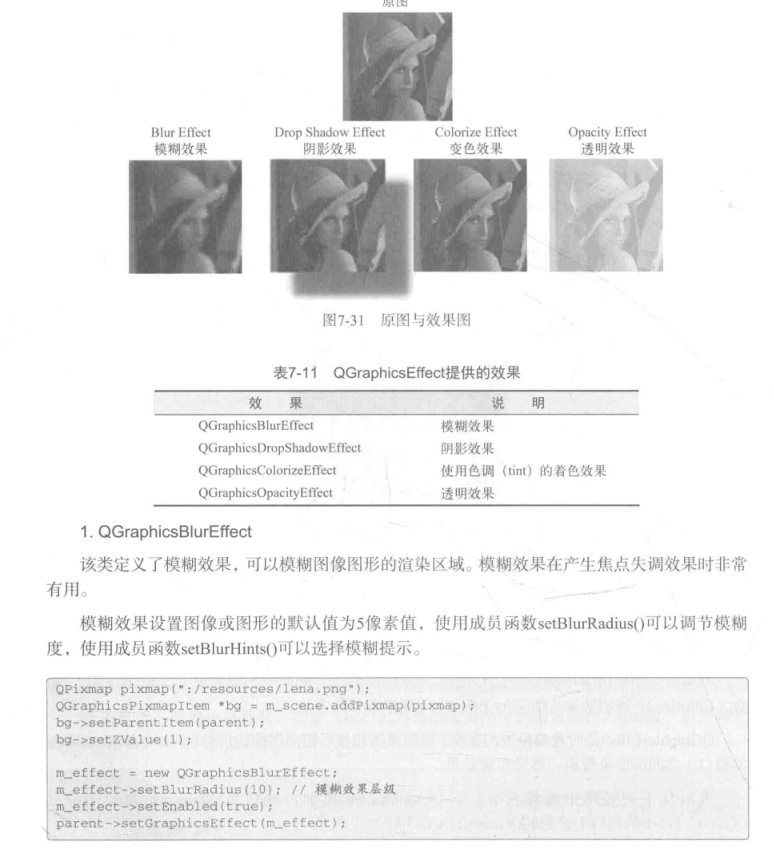 原图
Blur Effect
模糊效果
Drop Shadow Effect
阴影效果
Colorize Effect
变色效果
Opacity Effect
透明效果
图7-31 原图与效果图
表7-11 QGraphicsEffect提供的效果
效 果 说 明
QGraphicsBlurEffect 模糊效果
QGraphicsDropShadowEffect 阴影效果
QGraphicsColorizeEffect 使用色调（tint）的着色效果
QGraphicsOpacityEffect 透明效果
1. QGraphicsBlurEffect
该类定义了模糊效果，可以模糊图像图形的渲染区域。模糊效果在产生焦点失调效果时非常
有用。
模糊效果设置图像或图形的默认值为5像素值，使用成员函数setBlurRadius()可以调节模糊
度，使用成员函数setBlurHints()可以选择模糊提示。
QPixmap pixmap(":/resources/lena.png");
QGraphicsPixmapItem *bg = m_scene.addPixmap(pixmap);
bg->setParentItem(parent);
bg->setZValue(1);
m_effect = new QGraphicsBlurEffect;
m_effect->setBlurRadius(10); // 模糊效果层级
m_effect->setEnabled(true);
parent->setGraphicsEffect(m_effect);